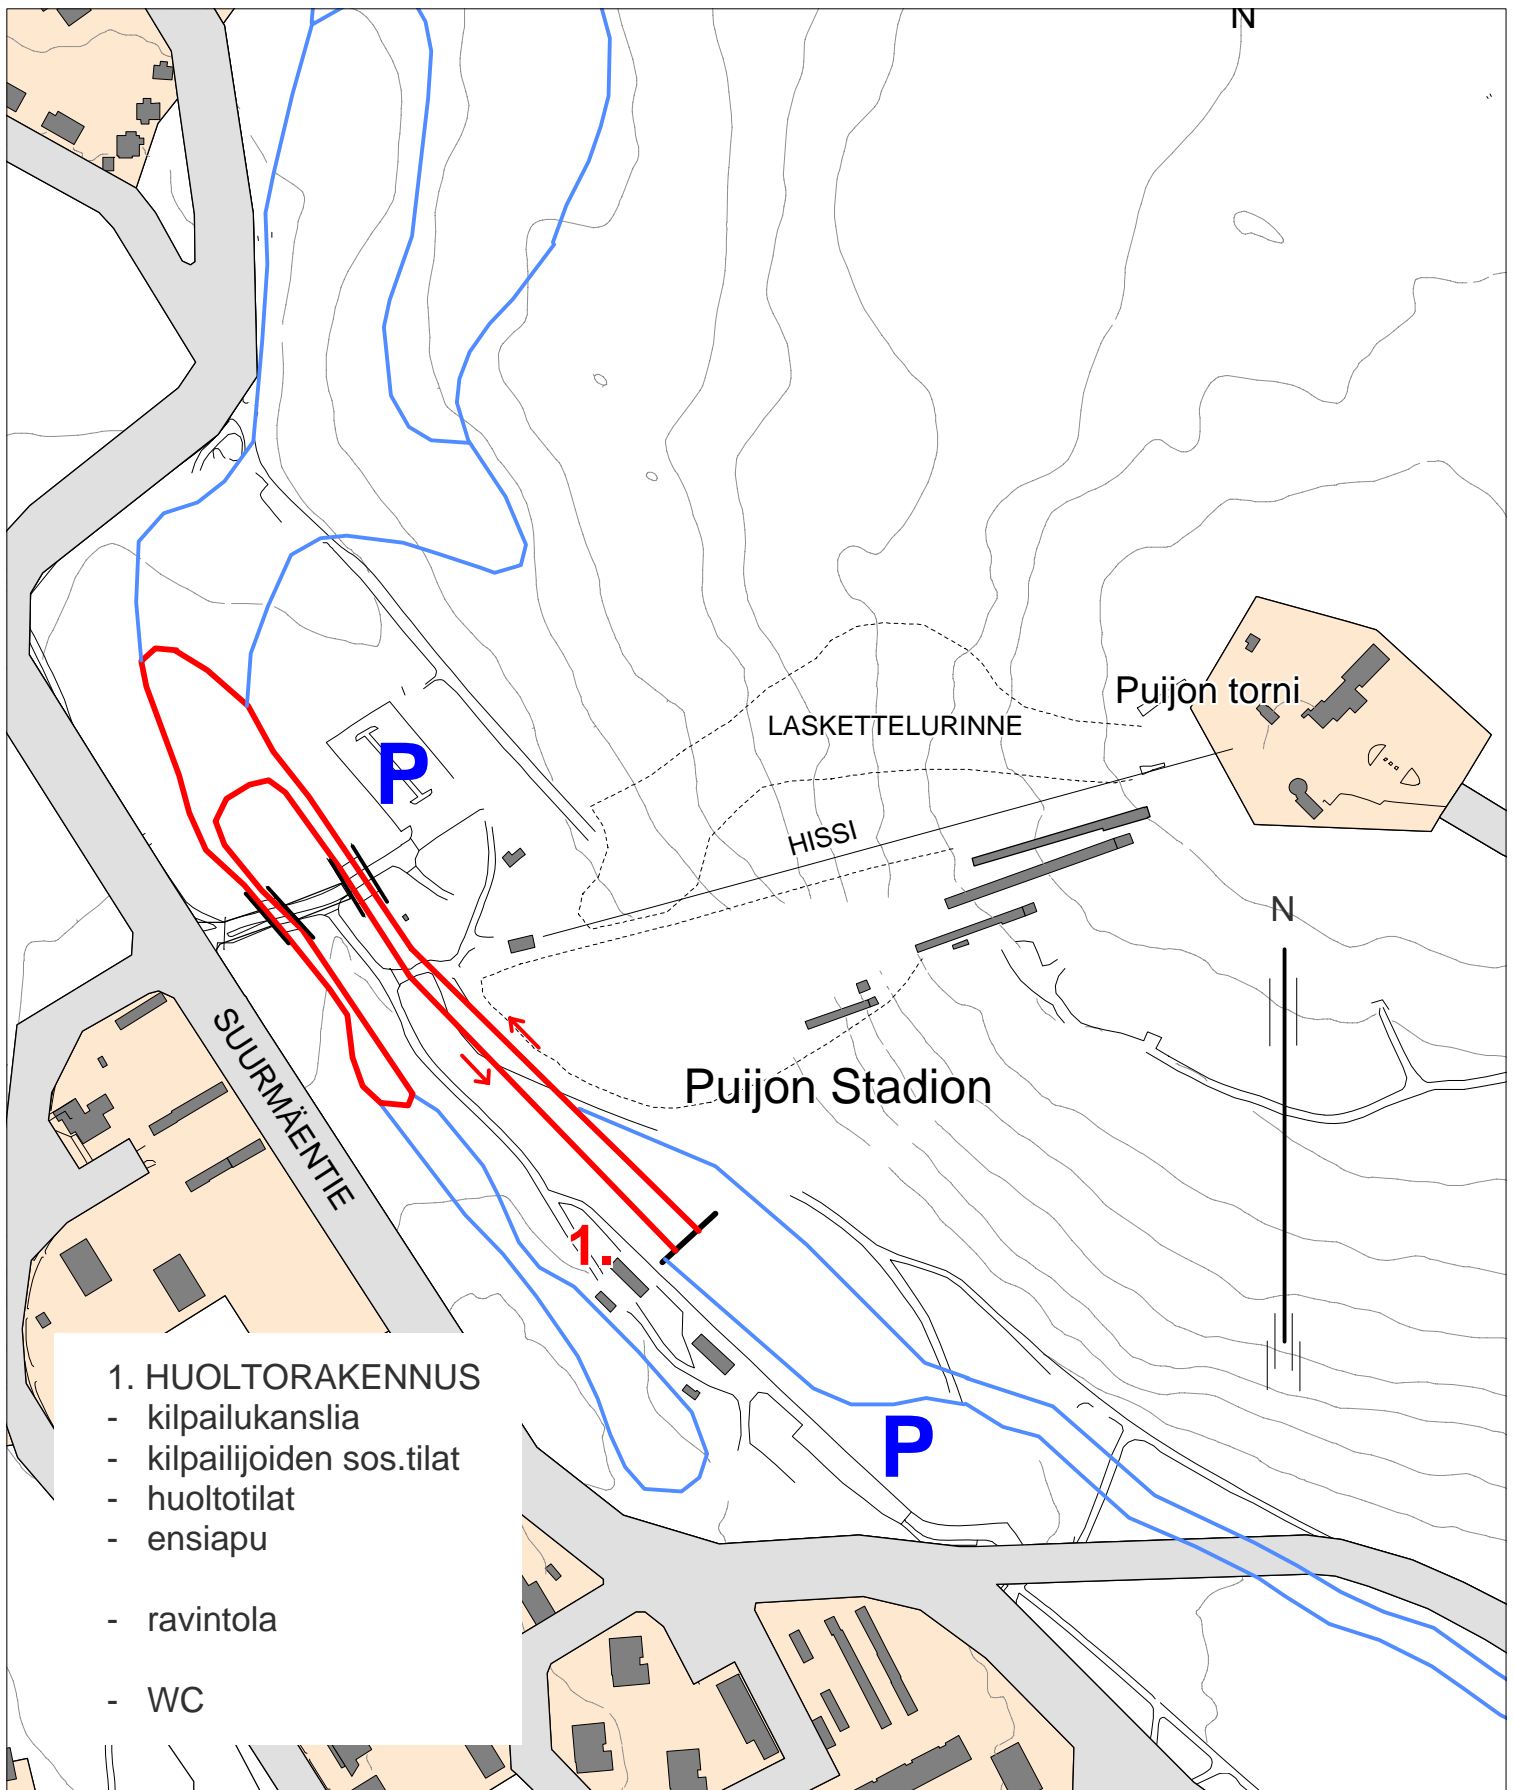 N
Puijon torni
LASKETTELURINNE
P
HISSI
N
SUURMÄENTIE
Puijon Stadion
1.
1. HUOLTORAKENNUS
- kilpailukanslia
- kilpailijoiden sos.tilat
- huoltotilat
- ensiapu
- ravintola
- WC
P